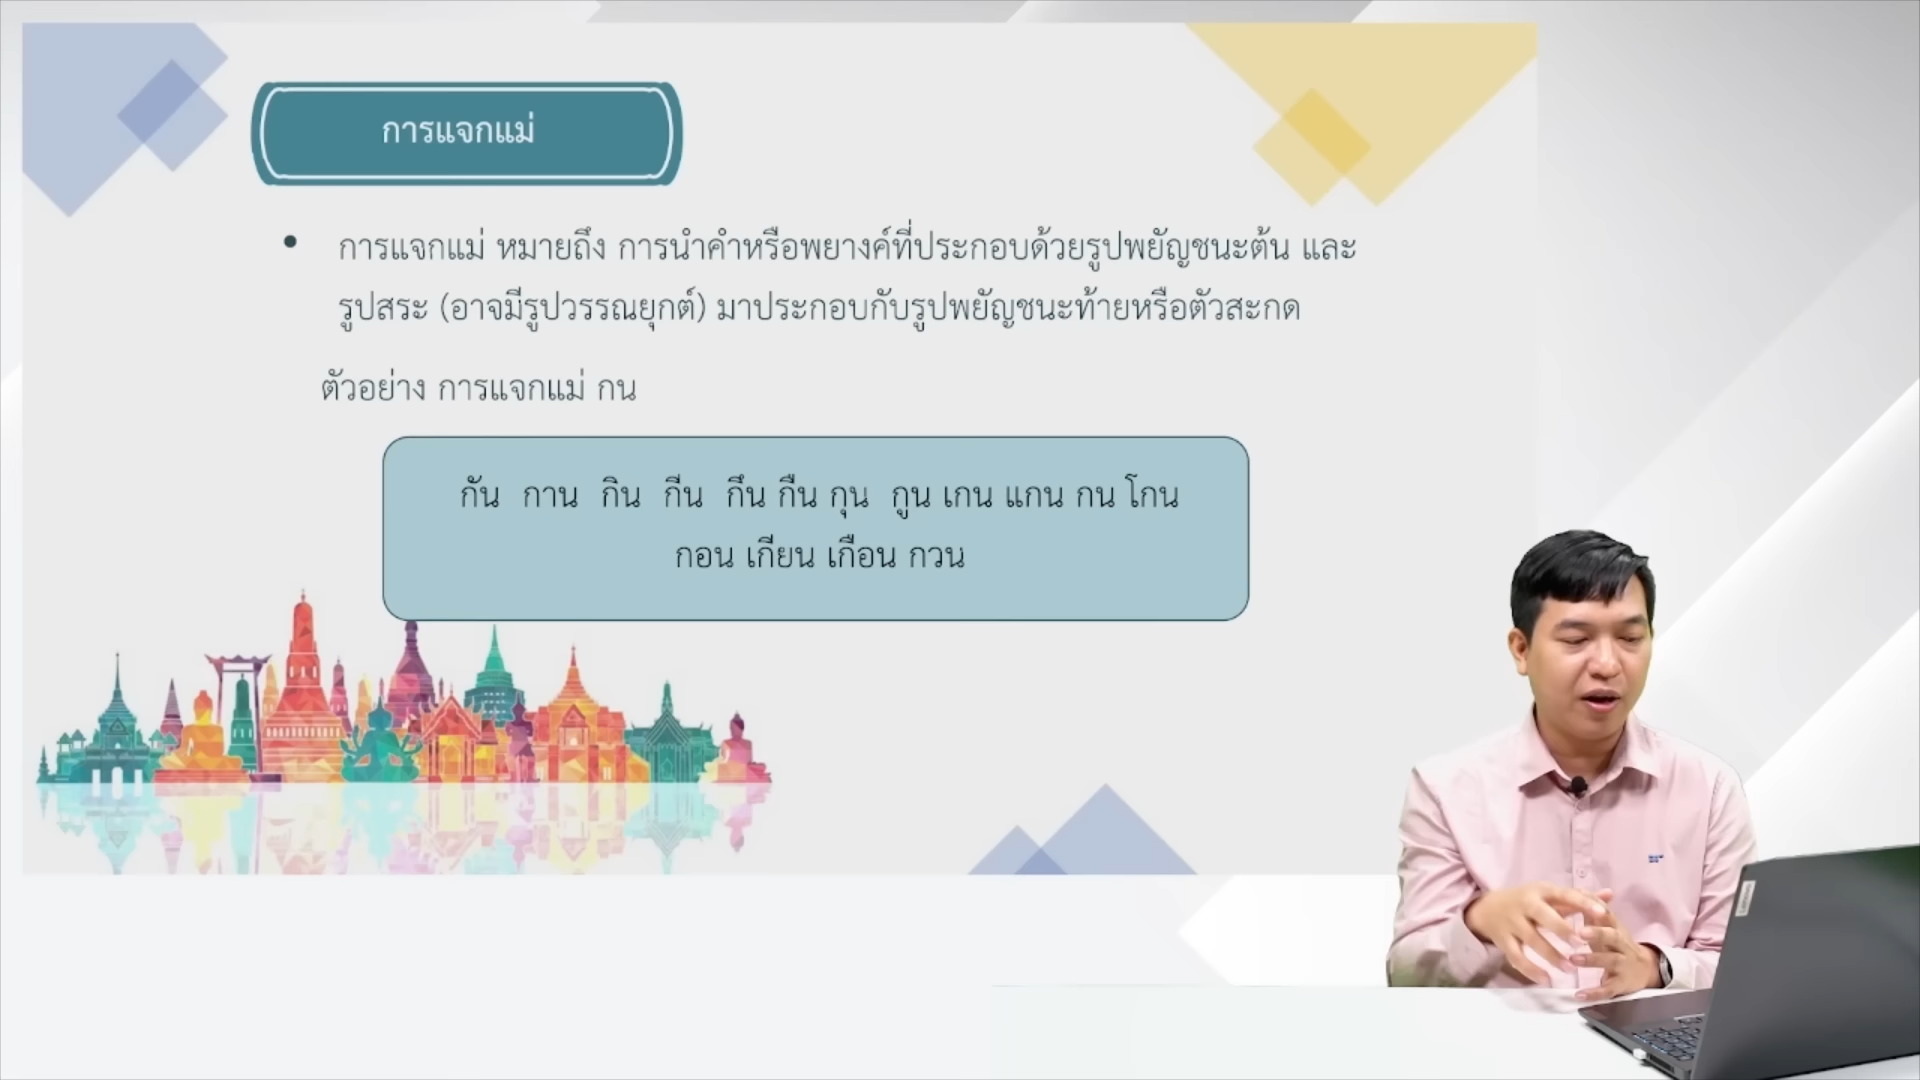 การแจกแม่
• การแจกแม่ หมายถึง การนำคำหรือพยางค์ที่ประกอบด้วยรูปพยัญชนะต้น และ
รูปสระ (อาจมีรูปวรรณยุกต์) มาประกอบกับรูปพยัญชนะท้ายหรือตัวสะกด
ตัวอย่าง การแจกแม่ กน
กัน กาน กิน กีน กึน กืน กุน กูน เกน แกน กน โกน
กอน เกียน เกือน กวน